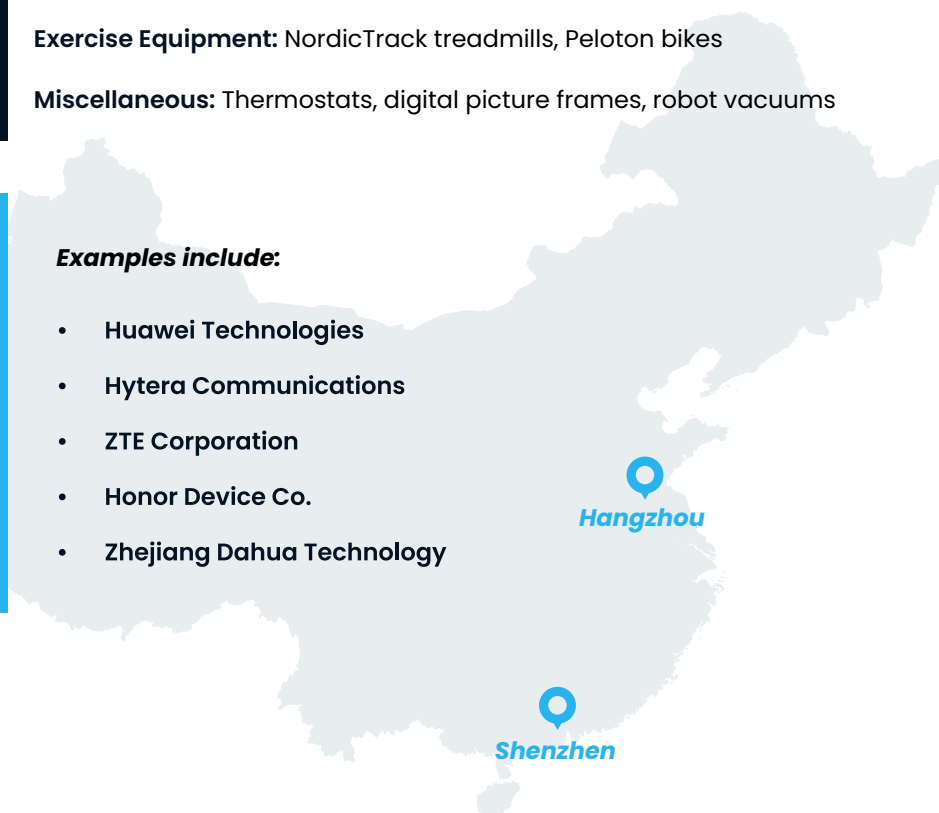 Exercise Equipment: NordicTrack treadmills, Peloton bikes
Miscellaneous: Thermostats, digital picture frames, robot vacuums
Examples include:
• Huawei Technologies
• Hytera Communications
• ZTE Corporation
• Honor Device Co.
• Zhejiang Dahua Technology
Hangzhou
Shenzhen